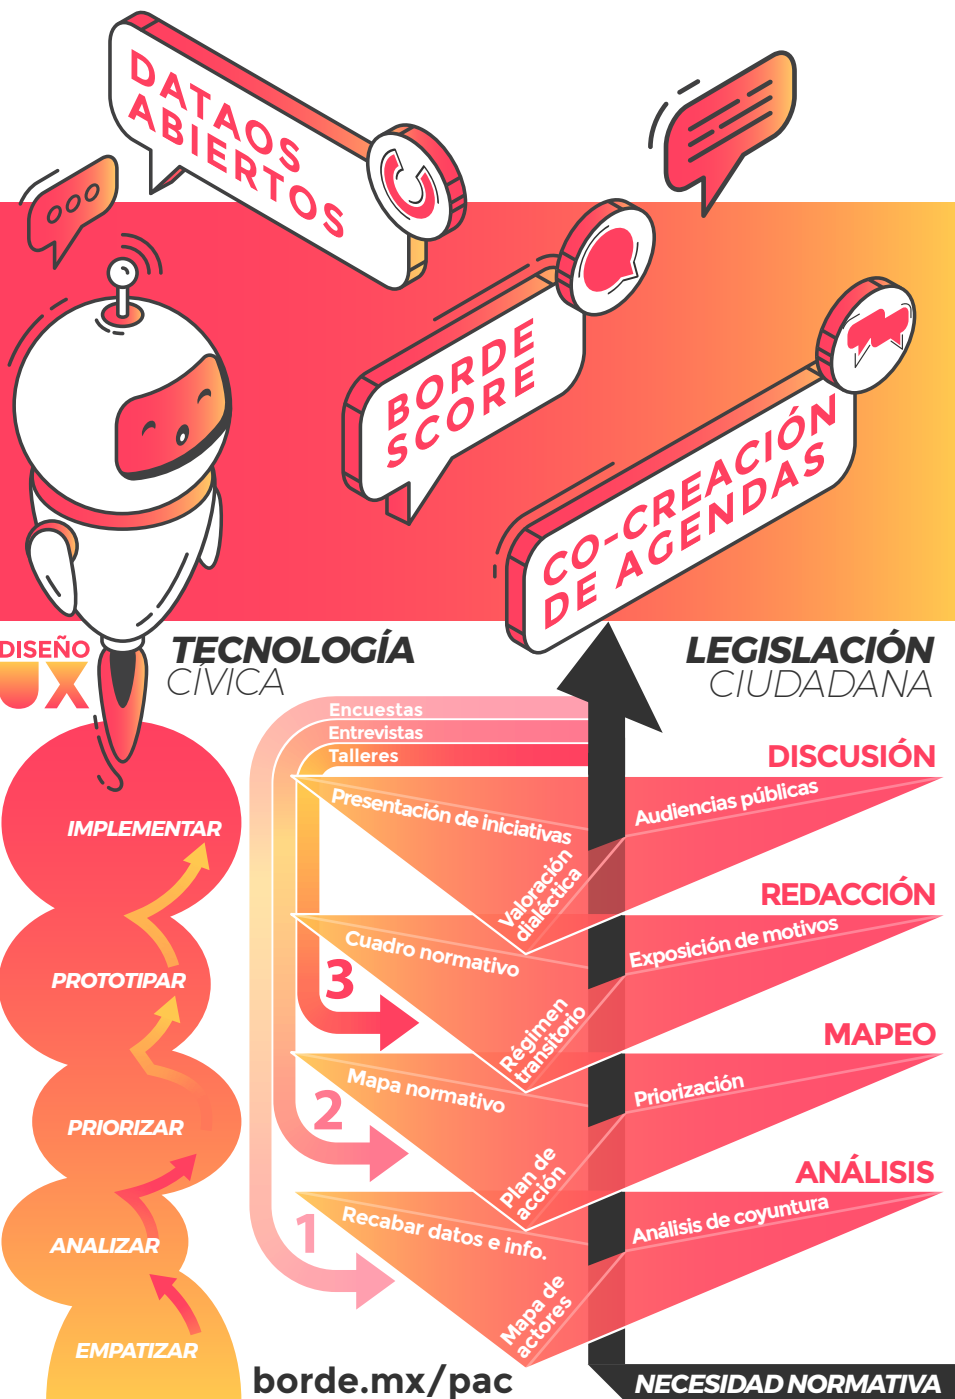 DATAOS
ABIERTOS
BORDE
SCORE
CO-CREACIÓN
DE AGENDAS
DISEÑO
UX
TECNOLOGÍA
CÍVICA
LEGISLACIÓN
CIUDADANA
Encuestas
Entrevistas
Talleres
DISCUSIÓN
Presentación de iniciativas
Audiencias públicas
Valoración
dialéctica
IMPLEMENTAR
REDACCIÓN
Cuadro normativo
Exposición de motivos
Régimen
transitorio
3
PROTOTIPAR
MAPEO
Mapa normativo
Priorización
Plan de
acción
2
PRIORIZAR
ANÁLISIS
Recabar datos e info.
Análisis de coyuntura
Mapa de
actores
1
ANALIZAR
EMPATIZAR
borde.mx/pac
NECESIDAD NORMATIVA